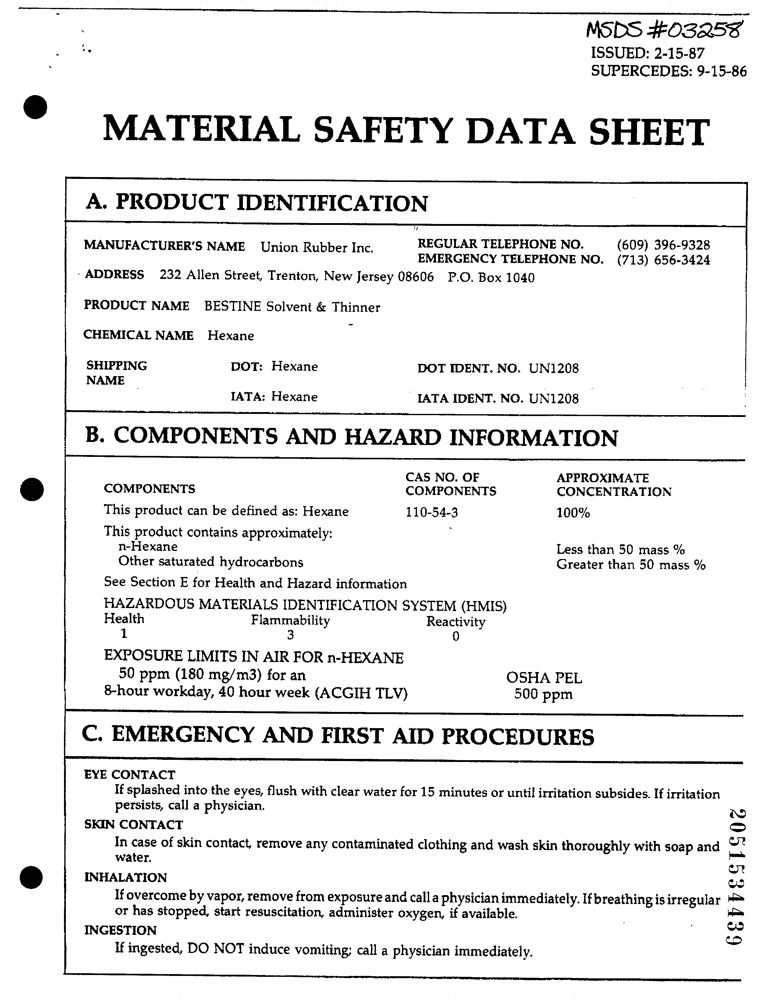 MSDS #03258
ISSUED: 2-15-87
SUPERCEDES: 9-15-86
MATERIAL SAFETY DATA SHEET
A. PRODUCT IDENTIFICATION
MANUFACTURER'S NAME Union Rubber Inc. REGULAR TELEPHONE NO. (609) 396-9328
EMERGENCY TELEPHONE NO. (713) 656-3424
ADDRESS 232 Allen Street, Trenton, New Jersey 08606 P.O. Box 1040
PRODUCT NAME BESTINE Solvent & Thinner
CHEMICAL NAME Hexane
SHIPPING NAME DOT: Hexane DOT IDENT. NO. UN1208
IATA: Hexane IATA IDENT. NO. UN1208
B. COMPONENTS AND HAZARD INFORMATION
COMPONENTS CAS NO. OF COMPONENTS APPROXIMATE CONCENTRATION
This product can be defined as: Hexane 110-54-3 100%
This product contains approximately:
n-Hexane Less than 50 mass %
Other saturated hydrocarbons Greater than 50 mass %
See Section E for Health and Hazard information
HAZARDOUS MATERIALS IDENTIFICATION SYSTEM (HMIS)
Health Flammability Reactivity
1 3 0
EXPOSURE LIMITS IN AIR FOR n-HEXANE
50 ppm (180 mg/m3) for an OSHA PEL
8-hour workday, 40 hour week (ACGIH TLV) 500 ppm
C. EMERGENCY AND FIRST AID PROCEDURES
EYE CONTACT
If splashed into the eyes, flush with clear water for 15 minutes or until irritation subsides. If irritation
persists, call a physician.
SKIN CONTACT
In case of skin contact, remove any contaminated clothing and wash skin thoroughly with soap and
water.
INHALATION
If overcome by vapor, remove from exposure and call a physician immediately. If breathing is irregular
or has stopped, start resuscitation, administer oxygen, if available.
INGESTION
If ingested, DO NOT induce vomiting; call a physician immediately.
2051534439